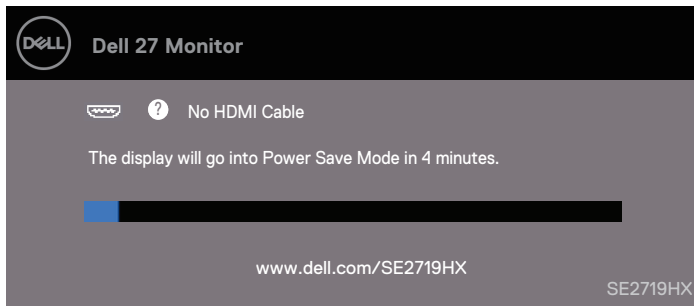 DELL
Dell 27 Monitor
? No HDMI Cable
The display will go into Power Save Mode in 4 minutes.
www.dell.com/SE2719HX
SE2719HX